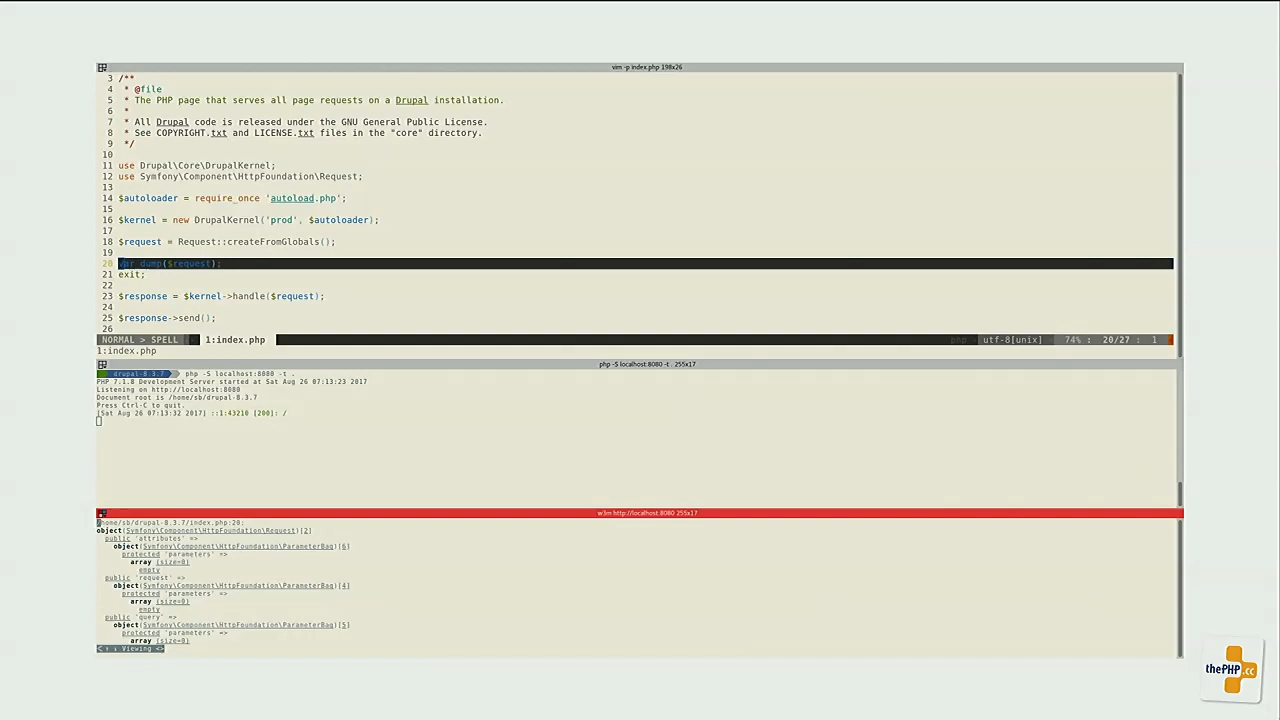 vim -p index.php 198x26
3 /**
4 * @file
5 * The PHP page that serves all page requests on a Drupal installation.
6 *
7 * All Drupal code is released under the GNU General Public License.
8 * See COPYRIGHT.txt and LICENSE.txt files in the "core" directory.
9 */
10
11 use Drupal\Core\DrupalKernel;
12 use Symfony\Component\HttpFoundation\Request;
13
14 $autoloader = require_once 'autoload.php';
15
16 $kernel = new DrupalKernel('prod', $autoloader);
17
18 $request = Request::createFromGlobals();
19
20 var_dump($request);
21 exit;
22
23 $response = $kernel->handle($request);
24
25 $response->send();
26
NORMAL > SPELL 1:index.php php utf-8[unix] 74% : 20/27 : 1
1:index.php
php -S localhost:8080 -t . 255x17
drupal-8.3.7 php -S localhost:8080 -t .
PHP 7.1.8 Development Server started at Sat Aug 26 07:13:23 2017
Listening on http://localhost:8080
Document root is /home/sb/drupal-8.3.7
Press Ctrl-C to quit.
[Sat Aug 26 07:13:32 2017] ::1:43210 [200]: /
w3m http://localhost:8080 255x17
/home/sb/drupal-8.3.7/index.php:20:
object(Symfony\Component\HttpFoundation\Request)[2]
public 'attributes' =>
object(Symfony\Component\HttpFoundation\ParameterBag)[6]
protected 'parameters' =>
array (size=0)
empty
public 'request' =>
object(Symfony\Component\HttpFoundation\ParameterBag)[4]
protected 'parameters' =>
array (size=0)
empty
public 'query' =>
object(Symfony\Component\HttpFoundation\ParameterBag)[5]
protected 'parameters' =>
array (size=0)
<↑ ↓ Viewing <>
thePHP.cc